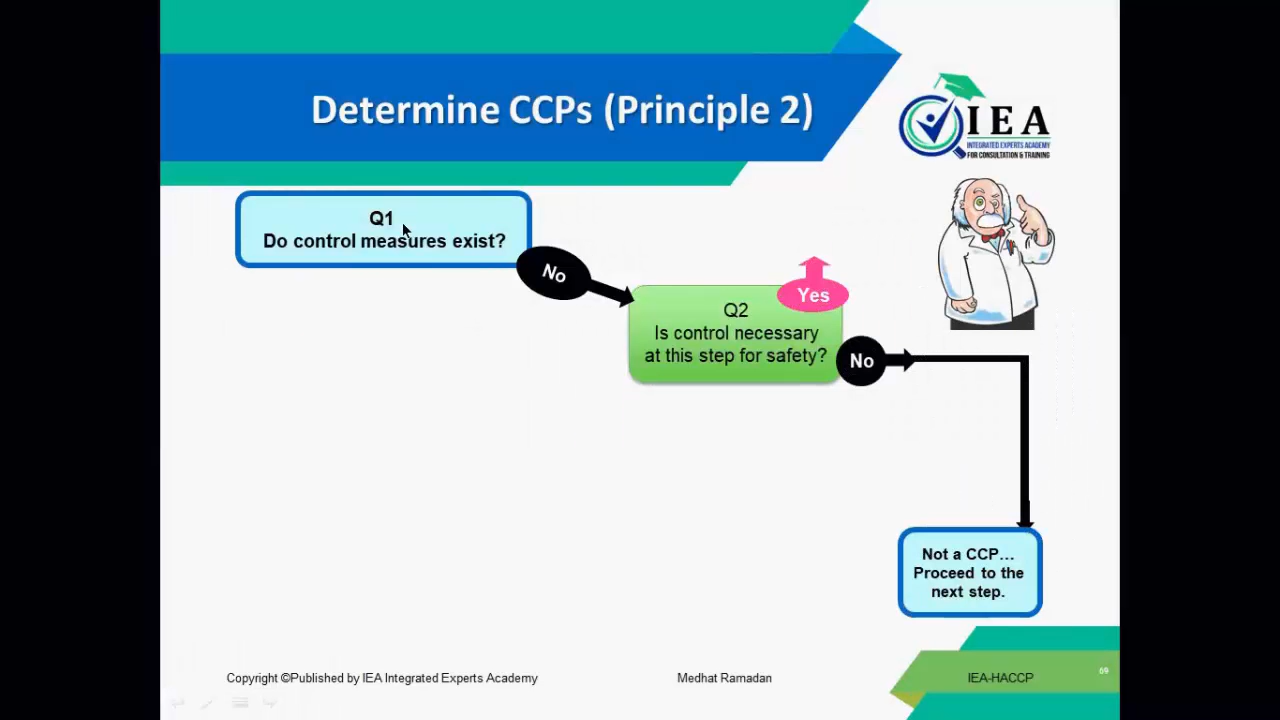 Determine CCPs (Principle 2)
IEA
INTEGRATED EXPERTS ACADEMY
FOR CONSULTATION & TRAINING
Q1
Do control measures exist?
No
Yes
Q2
Is control necessary
at this step for safety?
No
Not a CCP...
Proceed to the
next step.
Copyright ©Published by IEA Integrated Experts Academy
Medhat Ramadan
IEA-HACCP
69